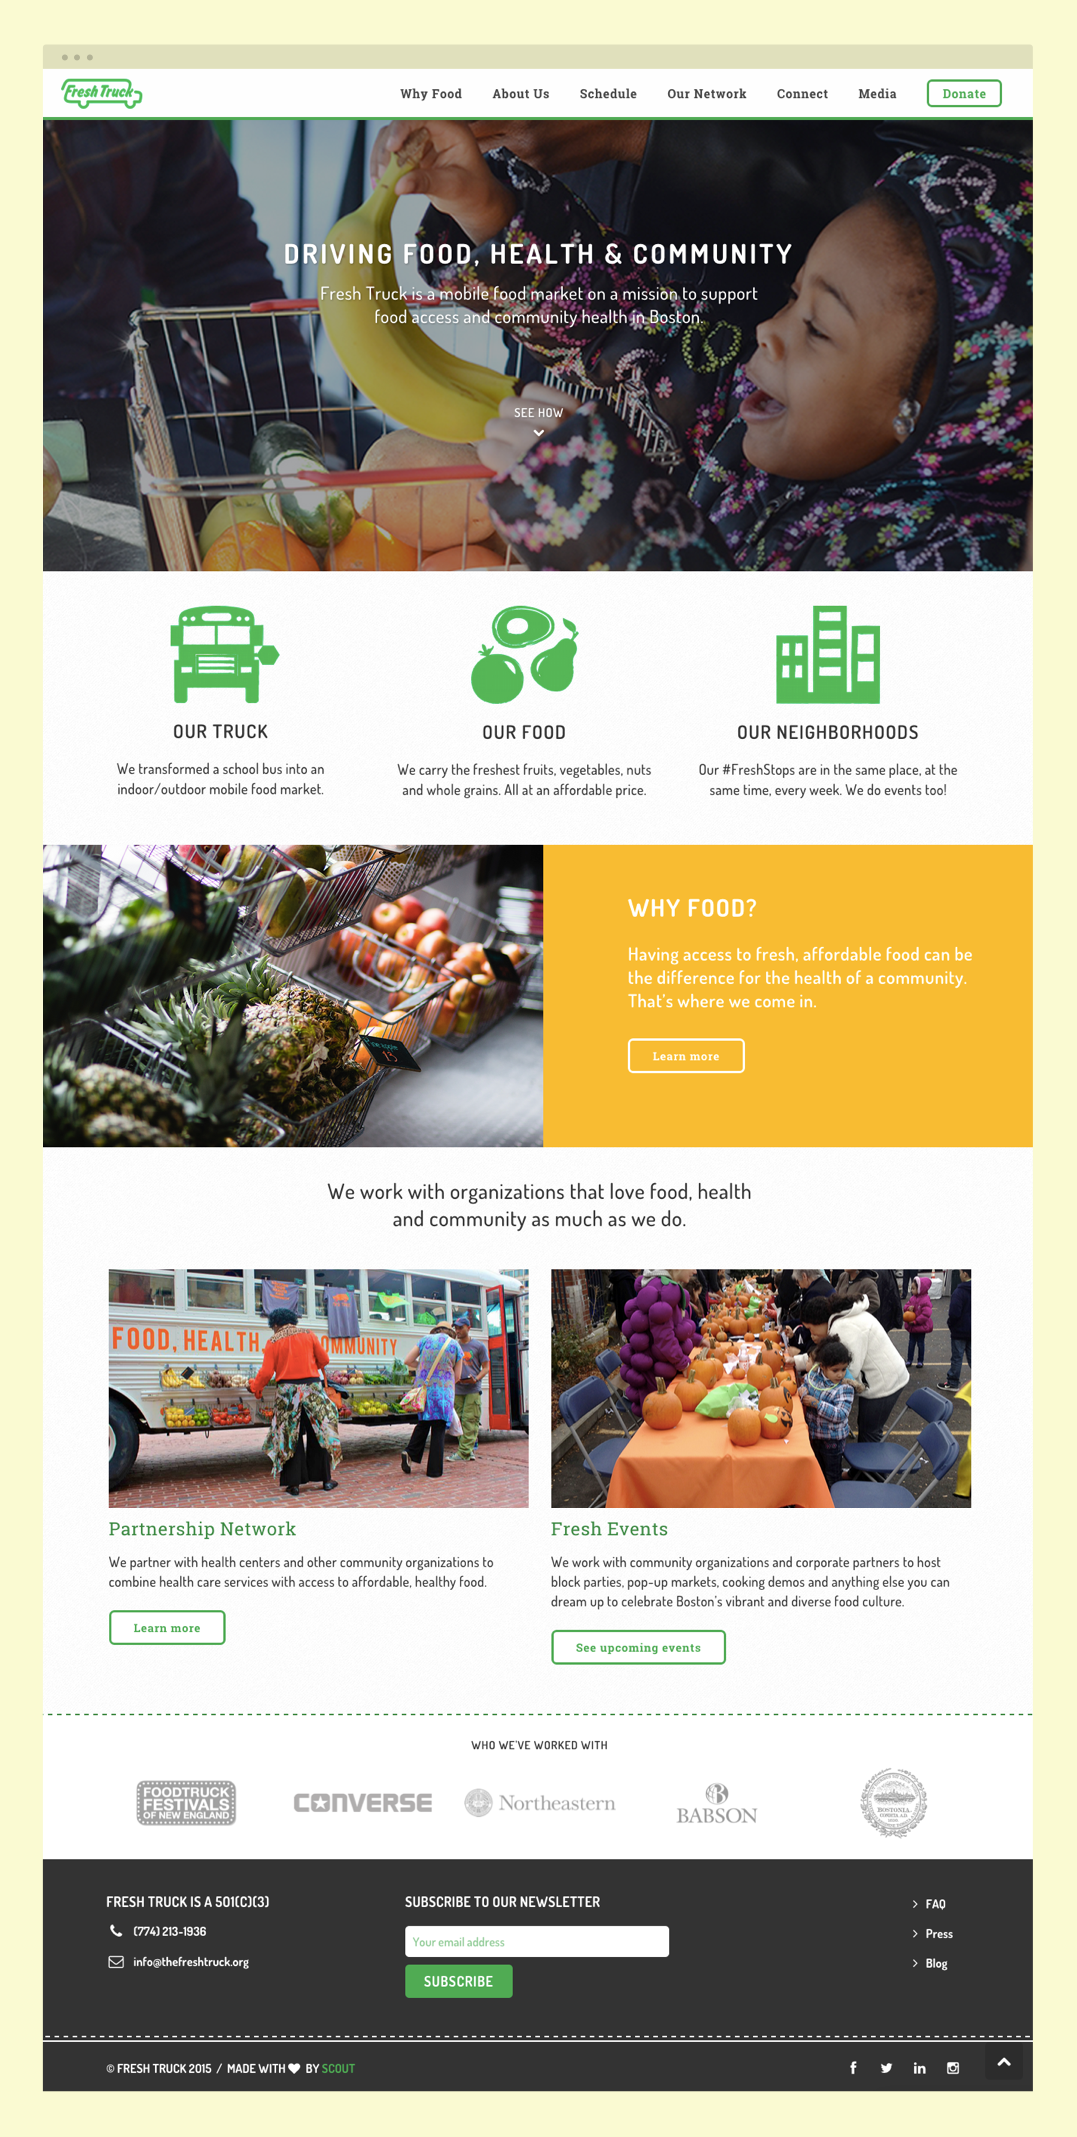 Fresh Truck
Why Food
About Us
Schedule
Our Network
Connect
Media
Donate
DRIVING FOOD, HEALTH & COMMUNITY
Fresh Truck is a mobile food market on a mission to support
food access and community health in Boston.
SEE HOW
OUR TRUCK
We transformed a school bus into an
indoor/outdoor mobile food market.
OUR FOOD
We carry the freshest fruits, vegetables, nuts
and whole grains. All at an affordable price.
OUR NEIGHBORHOODS
Our #FreshStops are in the same place, at the
same time, every week. We do events too!
WHY FOOD?
Having access to fresh, affordable food can be
the difference for the health of a community.
That's where we come in.
Learn more
We work with organizations that love food, health
and community as much as we do.
FOOD, HEALTH, OMMUNITY
Partnership Network
We partner with health centers and other community organizations to
combine health care services with access to affordable, healthy food.
Learn more
Fresh Events
We work with community organizations and corporate partners to host
block parties, pop-up markets, cooking demos and anything else you can
dream up to celebrate Boston's vibrant and diverse food culture.
See upcoming events
WHO WE'VE WORKED WITH
FOODTRUCK
FESTIVALS
OF NEW ENGLAND
CONVERSE
Northeastern
BABSON
BOSTONIA.
FRESH TRUCK IS A 501(C)(3)
(774) 213-1936
info@thefreshtruck.org
SUBSCRIBE TO OUR NEWSLETTER
Your email address
SUBSCRIBE
FAQ
Press
Blog
© FRESH TRUCK 2015 / MADE WITH BY SCOUT